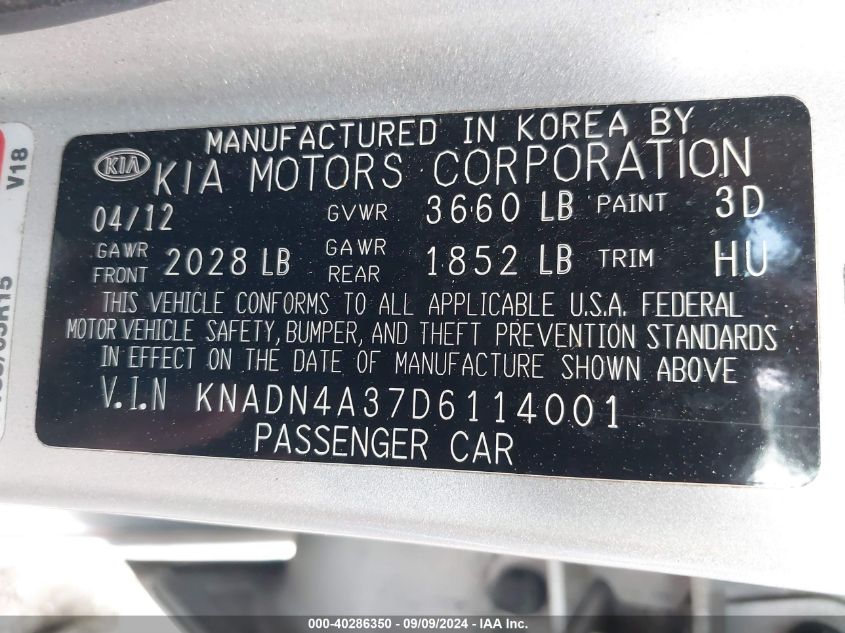 MANUFACTURED IN KOREA BY
KIA KIA MOTORS CORPORATION
04/12 GVWR 3660 LB PAINT 3D
GAWR FRONT 2028 LB GAWR REAR 1852 LB TRIM HU
THIS VEHICLE CONFORMS TO ALL APPLICABLE U.S.A. FEDERAL
MOTOR VEHICLE SAFETY, BUMPER, AND THEFT PREVENTION STANDARDS
IN EFFECT ON THE DATE OF MANUFACTURE SHOWN ABOVE
V.I.N KNADN4A37D6114001
PASSENGER CAR
V18
000-40286350 - 09/09/2024 - IAAI.com